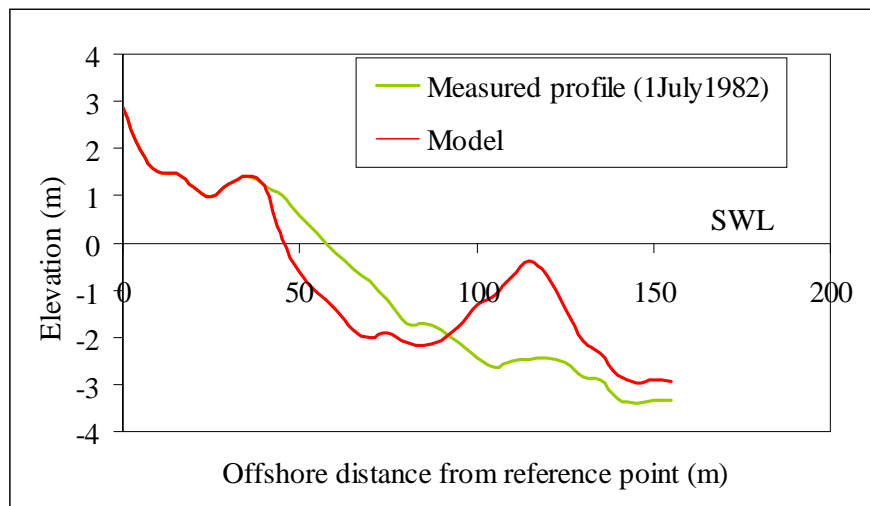 4
3
2
1
0
-1
-2
-3
-4
Elevation (m)
Measured profile (1July1982)
Model
SWL
0 50 100 150 200
Offshore distance from reference point (m)